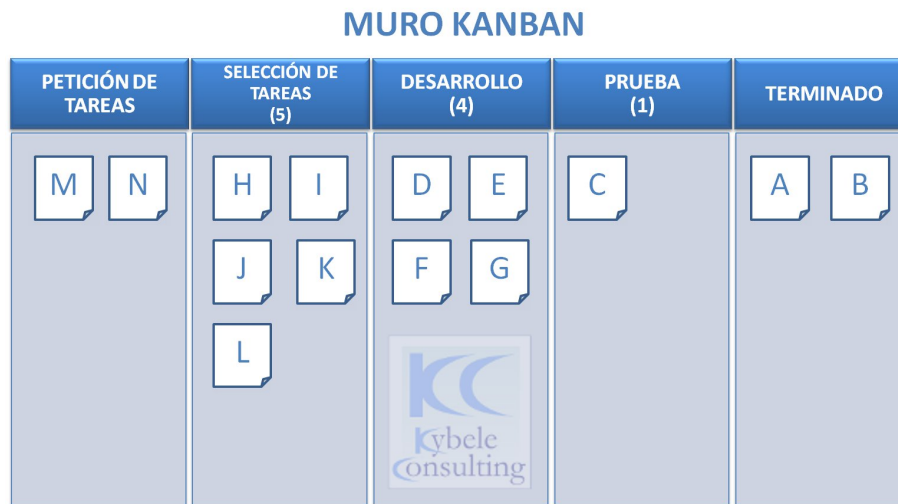 MURO KANBAN
PETICIÓN DE
TAREAS
SELECCIÓN DE
TAREAS
(5)
DESARROLLO
(4)
PRUEBA
(1)
TERMINADO
M N
H I
D E
C
A B
J K
F G
L
KC
Kybele
Consulting